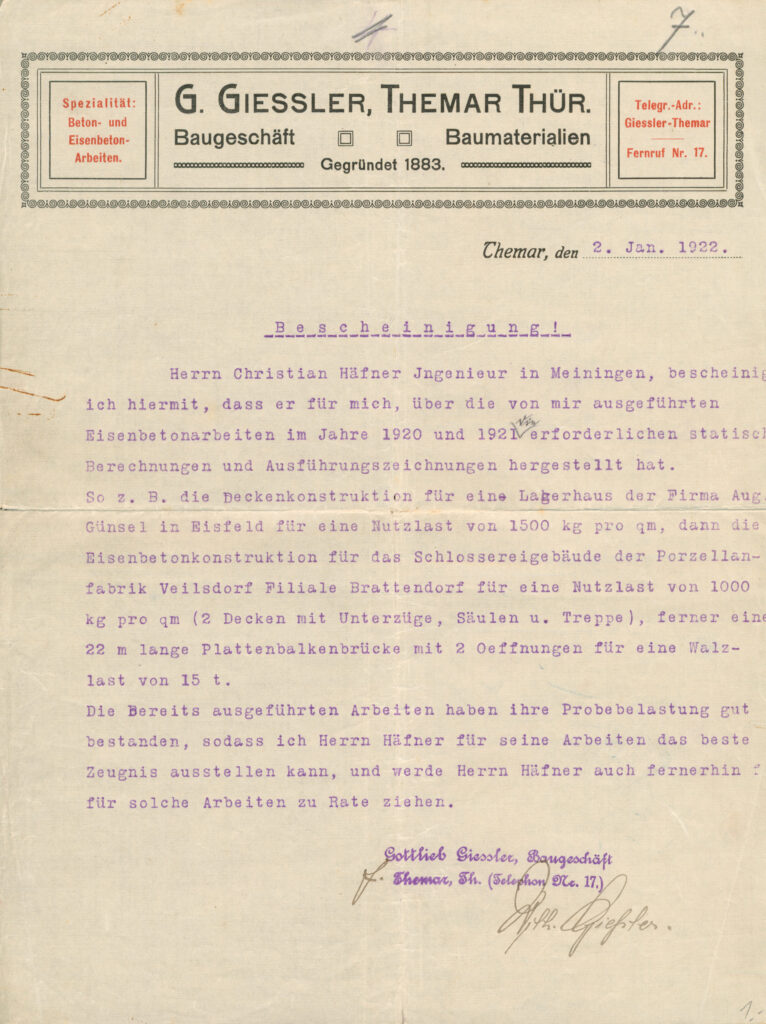 7.
G. GIESSLER, THEMAR THÜR.
Baugeschäft Baumaterialien
Gegründet 1883.
Spezialität:
Beton- und
Eisenbeton-
Arbeiten.
Telegr.-Adr.:
Giessler-Themar
Fernruf Nr. 17.
Themar, den 2. Jan. 1922.
Bescheinigung!
Herrn Christian Häfner Jngenieur in Meiningen, bescheinig
ich hiermit, dass er für mich, über die von mir ausgeführten
Eisenbetonarbeiten im Jahre 1920 und 1921 erforderlichen statisch
Berechnungen und Ausführungszeichnungen hergestellt hat.
So z. B. die Deckenkonstruktion für eine Lagerhaus der Firma Aug.
Günsel in Eisfeld für eine Nutzlast von 1500 kg pro qm, dann die
Eisenbetonkonstruktion für das Schlossereigebäude der Porzellan-
fabrik Veilsdorf Filiale Brattendorf für eine Nutzlast von 1000
kg pro qm (2 Decken mit Unterzüge, Säulen u. Treppe), ferner eine
22 m lange Plattenbalkenbrücke mit 2 Oeffnungen für eine Walz-
last von 15 t.
Die Bereits ausgeführten Arbeiten haben ihre Probebelastung gut
bestanden, sodass ich Herrn Häfner für seine Arbeiten das beste
Zeugnis ausstellen kann, und werde Herrn Häfner auch fernerhin f
für solche Arbeiten zu Rate ziehen.
Gottlieb Giessler, Baugeschäft
f. Themar, Th. (Telephon Nr. 17.)
Giessler.
1.-